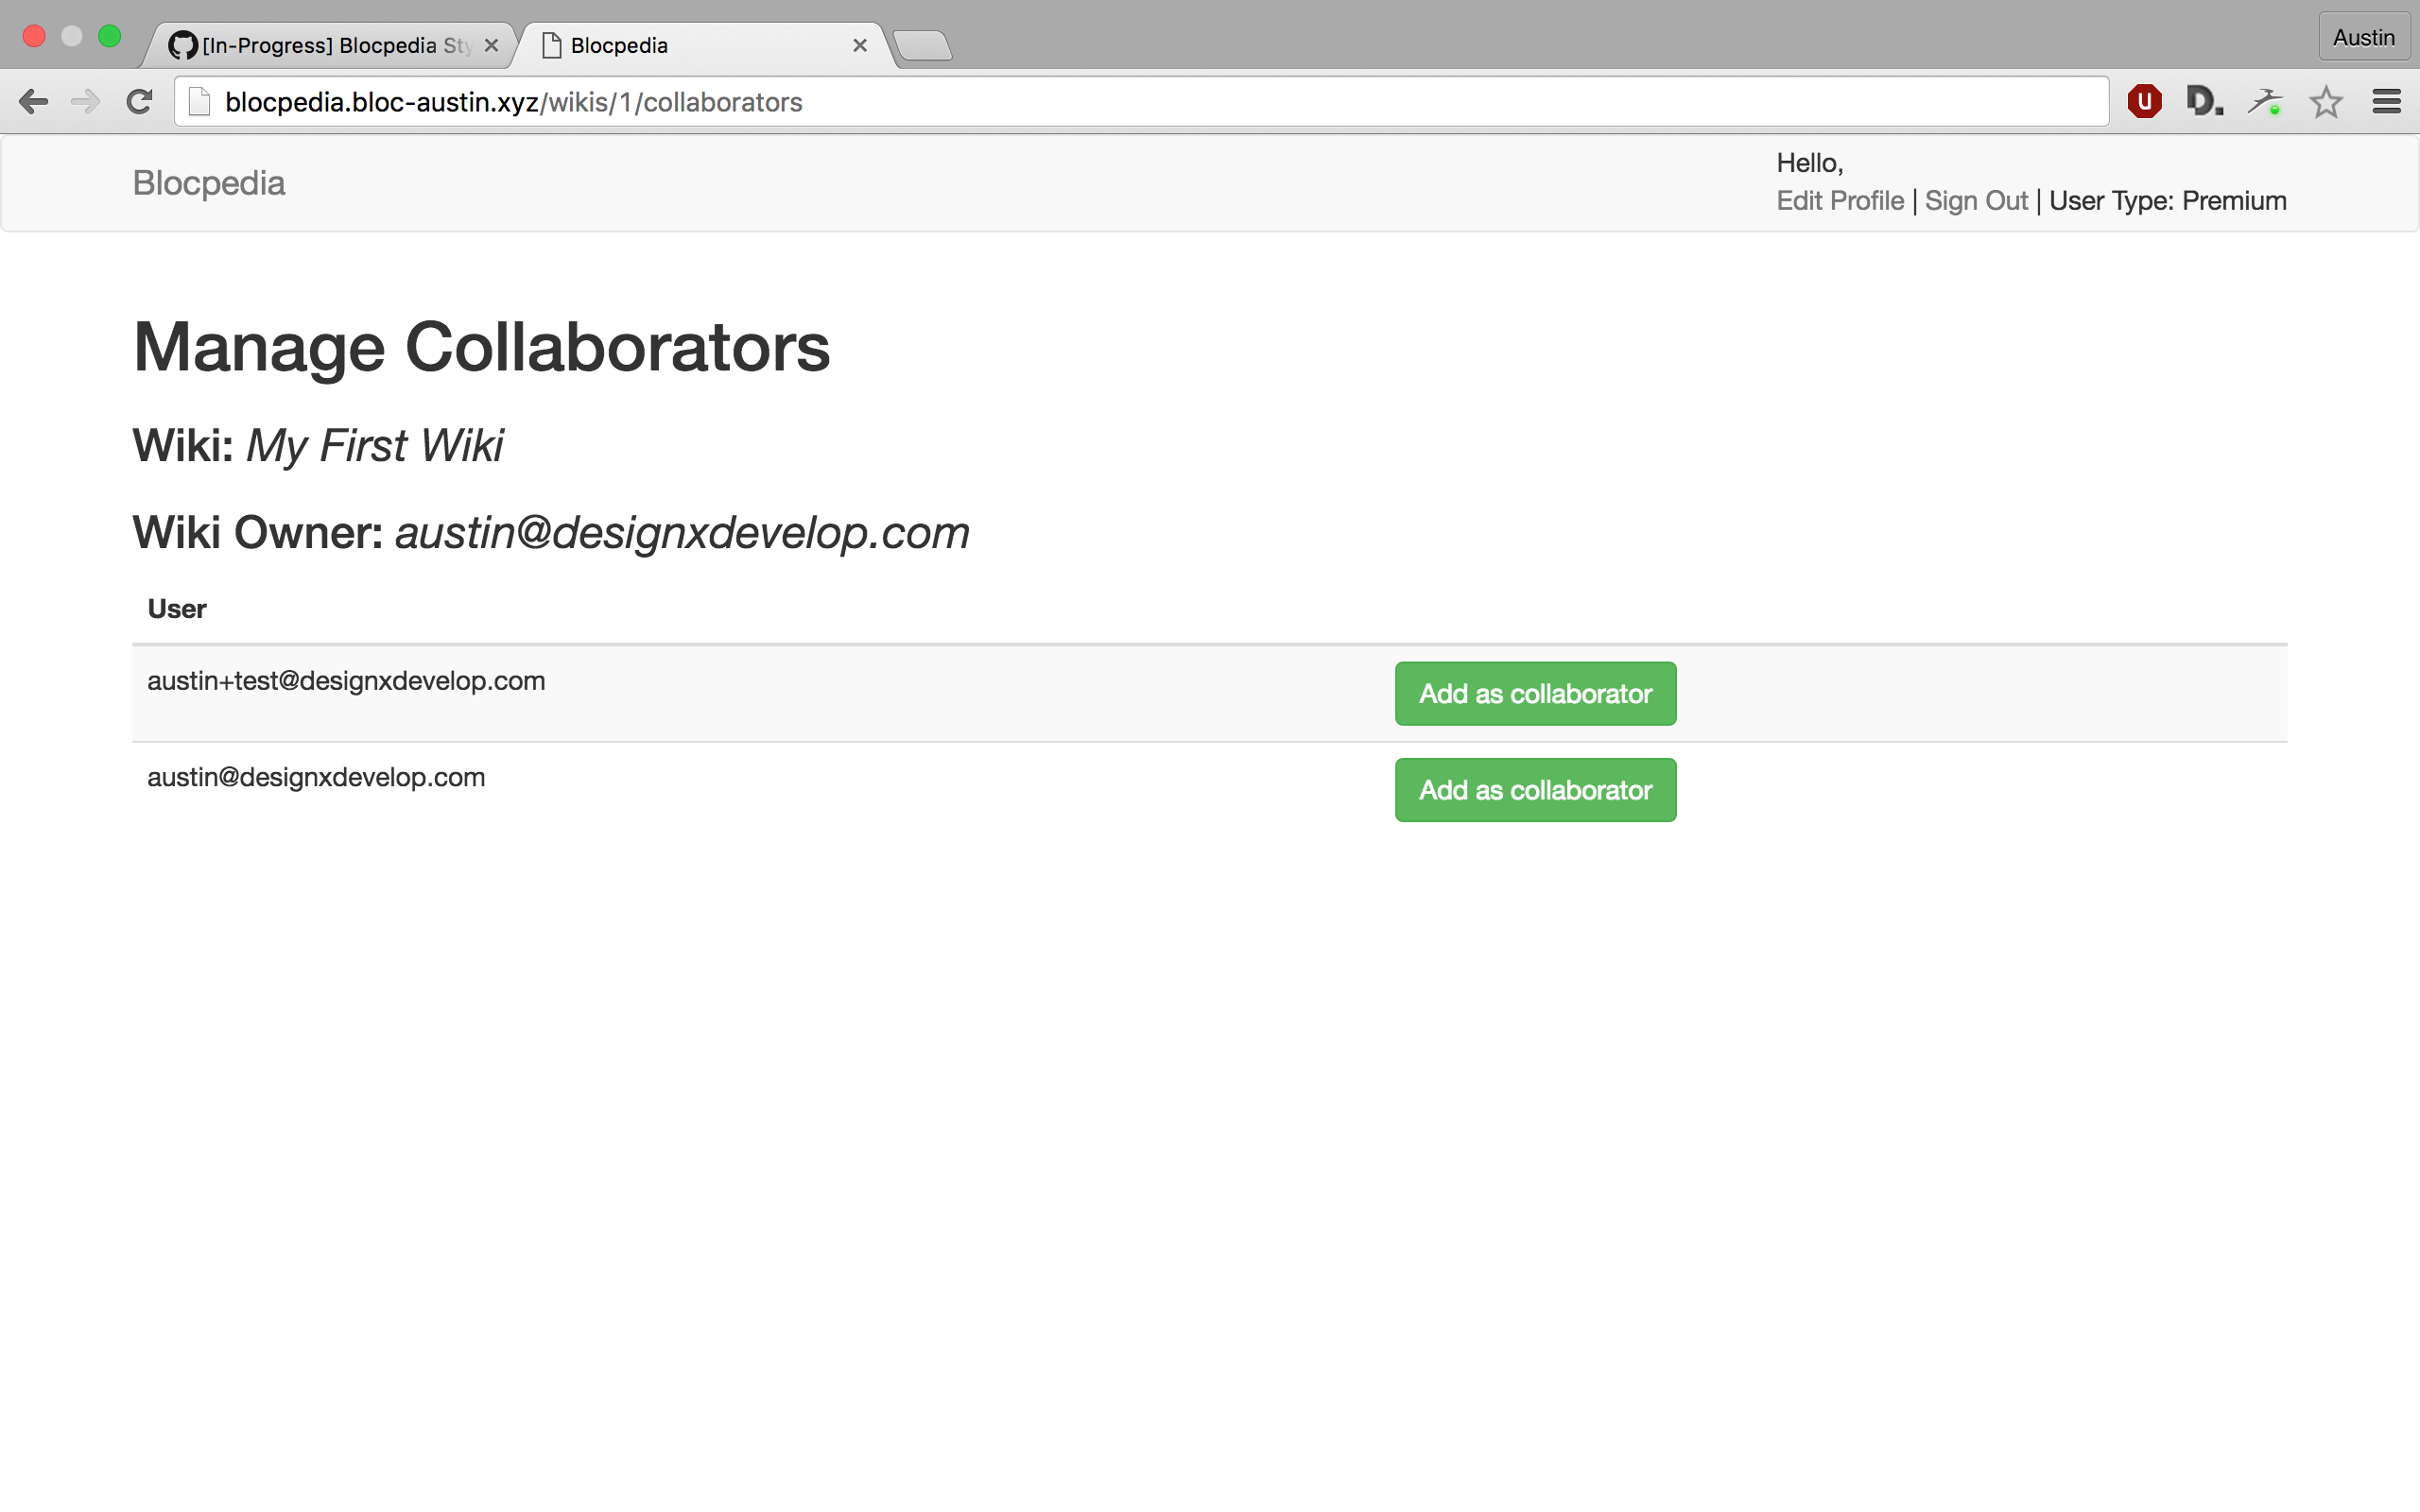 [In-Progress] Blocpedia Sty
Blocpedia
Austin
blocpedia.bloc-austin.xyz/wikis/1/collaborators
Blocpedia
Hello,
Edit Profile | Sign Out | User Type: Premium
Manage Collaborators
Wiki: My First Wiki
Wiki Owner: austin@designxdevelop.com
User
austin+test@designxdevelop.com
Add as collaborator
austin@designxdevelop.com
Add as collaborator